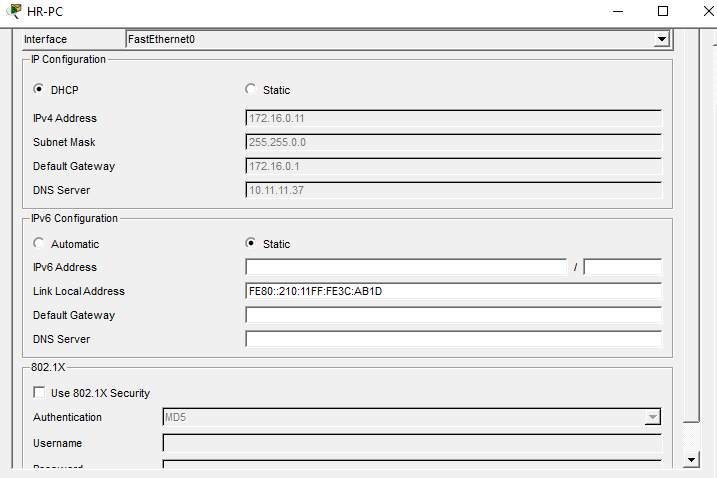 HR-PC
Interface FastEthernet0
IP Configuration
DHCP Static
IPv4 Address 172.16.0.11
Subnet Mask 255.255.0.0
Default Gateway 172.16.0.1
DNS Server 10.11.11.37
IPv6 Configuration
Automatic Static
IPv6 Address /
Link Local Address FE80::210:11FF:FE3C:AB1D
Default Gateway
DNS Server
802.1X
Use 802.1X Security
Authentication MD5
Username
Password